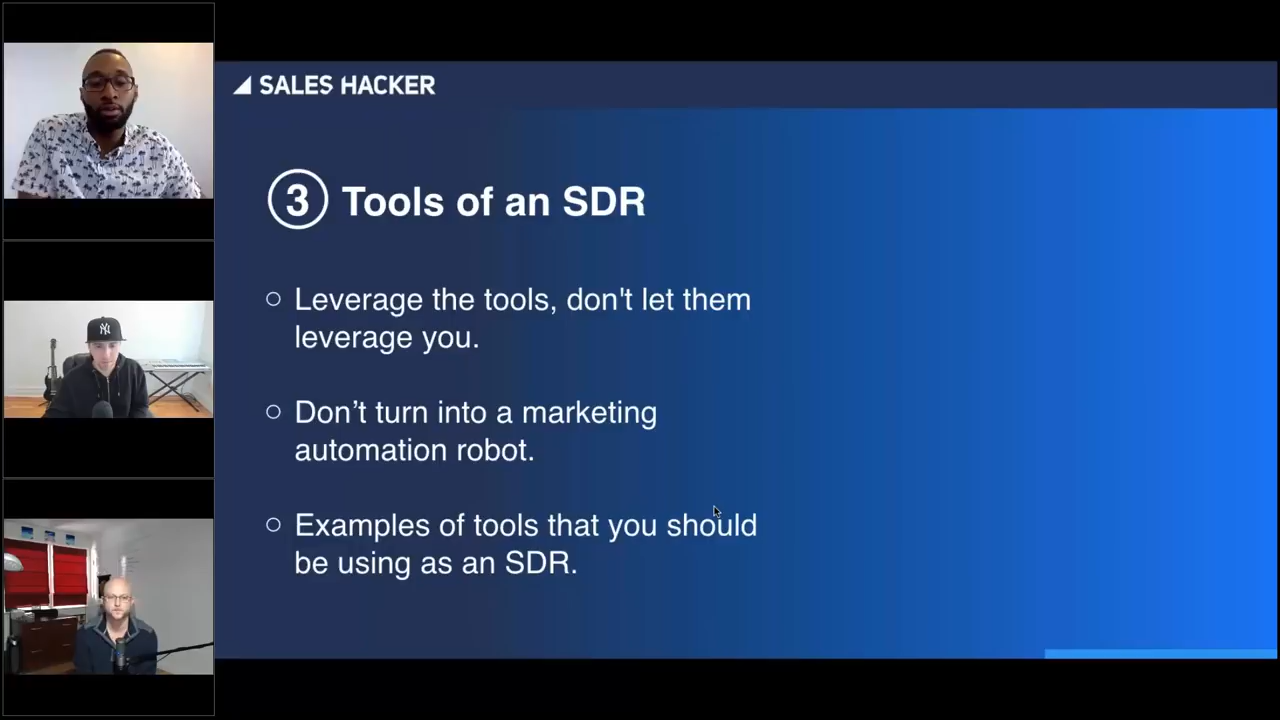 SALES HACKER
3 Tools of an SDR
Leverage the tools, don't let them
leverage you.
Don’t turn into a marketing
automation robot.
Examples of tools that you should
be using as an SDR.
NY